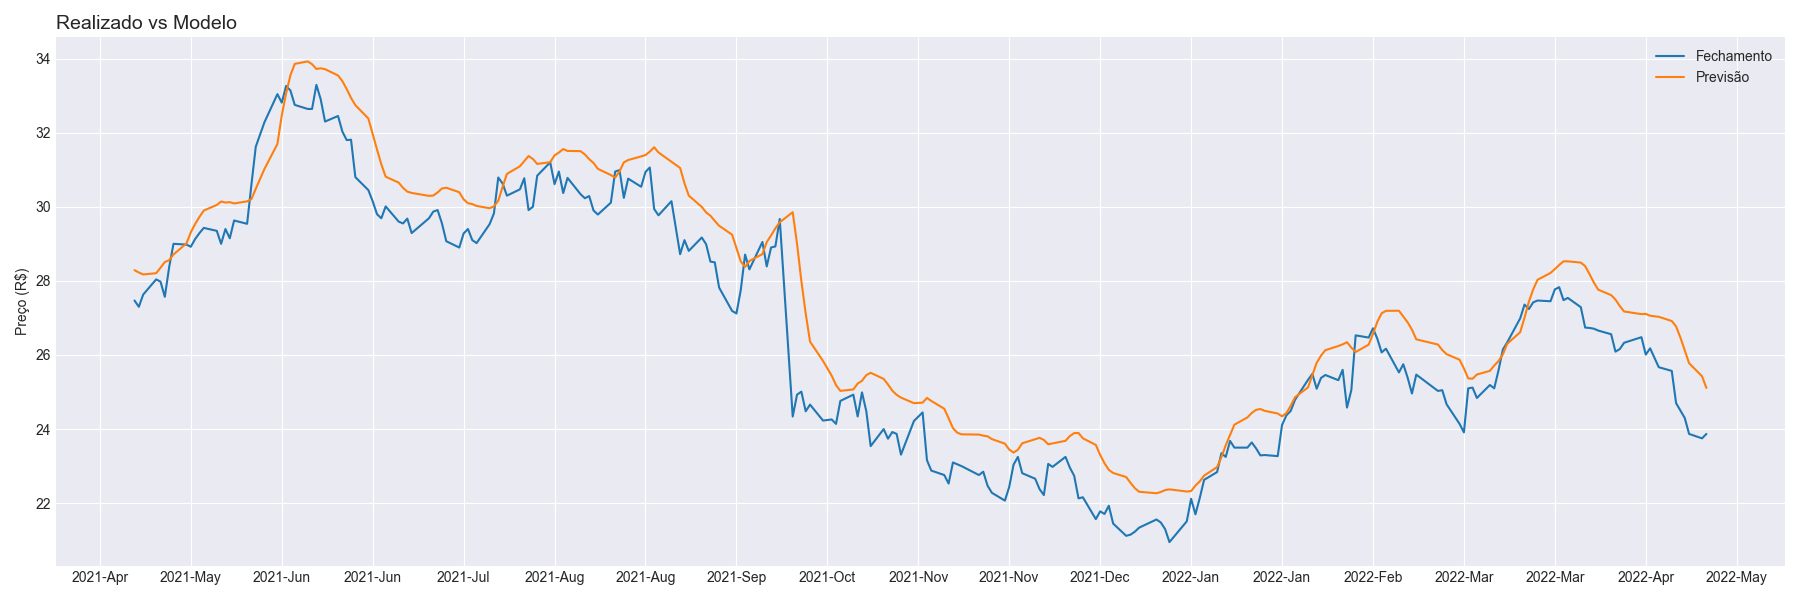 Realizado vs Modelo
Fechamento
Previsão
Preço (R$)
34
32
30
28
26
24
22
2021-Apr 2021-May 2021-Jun 2021-Jun 2021-Jul 2021-Aug 2021-Aug 2021-Sep 2021-Oct 2021-Nov 2021-Nov 2021-Dec 2022-Jan 2022-Jan 2022-Feb 2022-Mar 2022-Mar 2022-Apr 2022-May